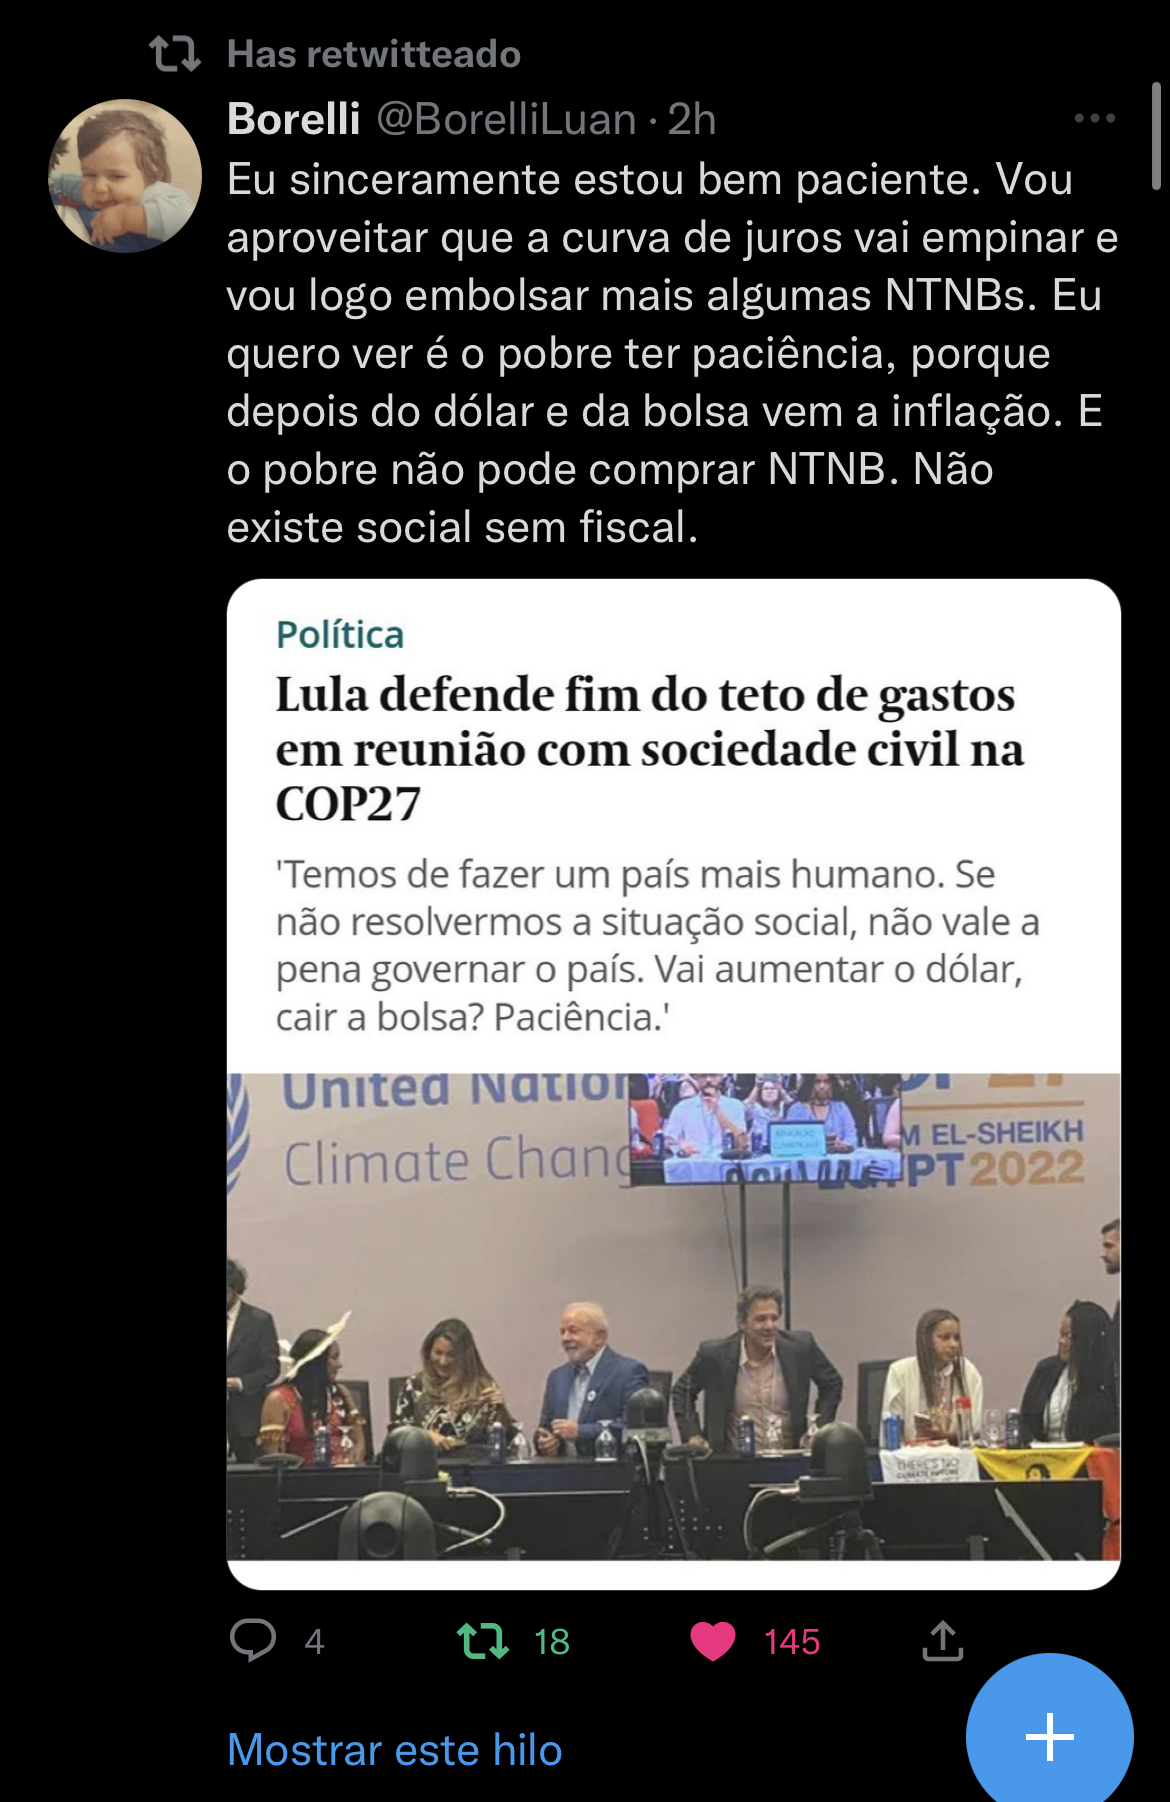 Has retwitteado
Borelli @BorelliLuan · 2h
Eu sinceramente estou bem paciente. Vou
aproveitar que a curva de juros vai empinar e
vou logo embolsar mais algumas NTNBs. Eu
quero ver é o pobre ter paciência, porque
depois do dólar e da bolsa vem a inflação. E
o pobre não pode comprar NTNB. Não
existe social sem fiscal.
Política
Lula defende fim do teto de gastos
em reunião com sociedade civil na
COP27
'Temos de fazer um país mais humano. Se
não resolvermos a situação social, não vale a
pena governar o país. Vai aumentar o dólar,
cair a bolsa? Paciência.'
United Nation
Climate Chang
M EL-SHEIKH
PT 2022
THERE'S NO
CLIMATE
4 18 145
Mostrar este hilo